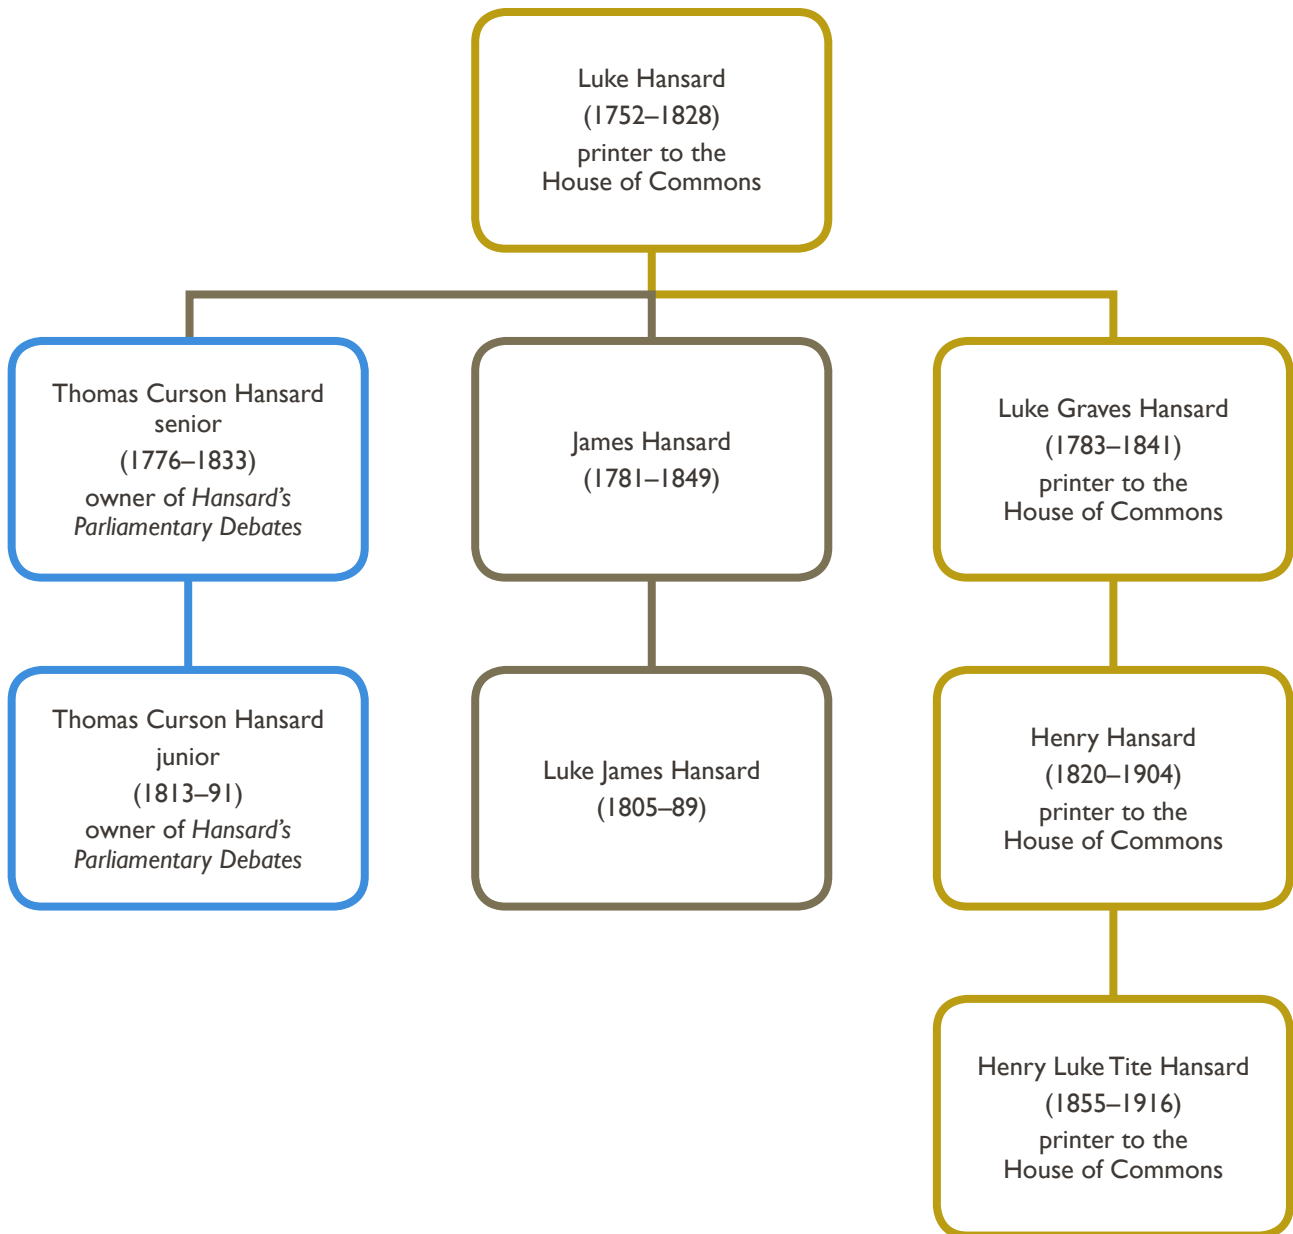 Luke Hansard
(1752–1828)
printer to the
House of Commons
Thomas Curson Hansard
senior
(1776–1833)
owner of Hansard’s
Parliamentary Debates
James Hansard
(1781–1849)
Luke Graves Hansard
(1783–1841)
printer to the
House of Commons
Thomas Curson Hansard
junior
(1813–91)
owner of Hansard’s
Parliamentary Debates
Luke James Hansard
(1805–89)
Henry Hansard
(1820–1904)
printer to the
House of Commons
Henry Luke Tite Hansard
(1855–1916)
printer to the
House of Commons